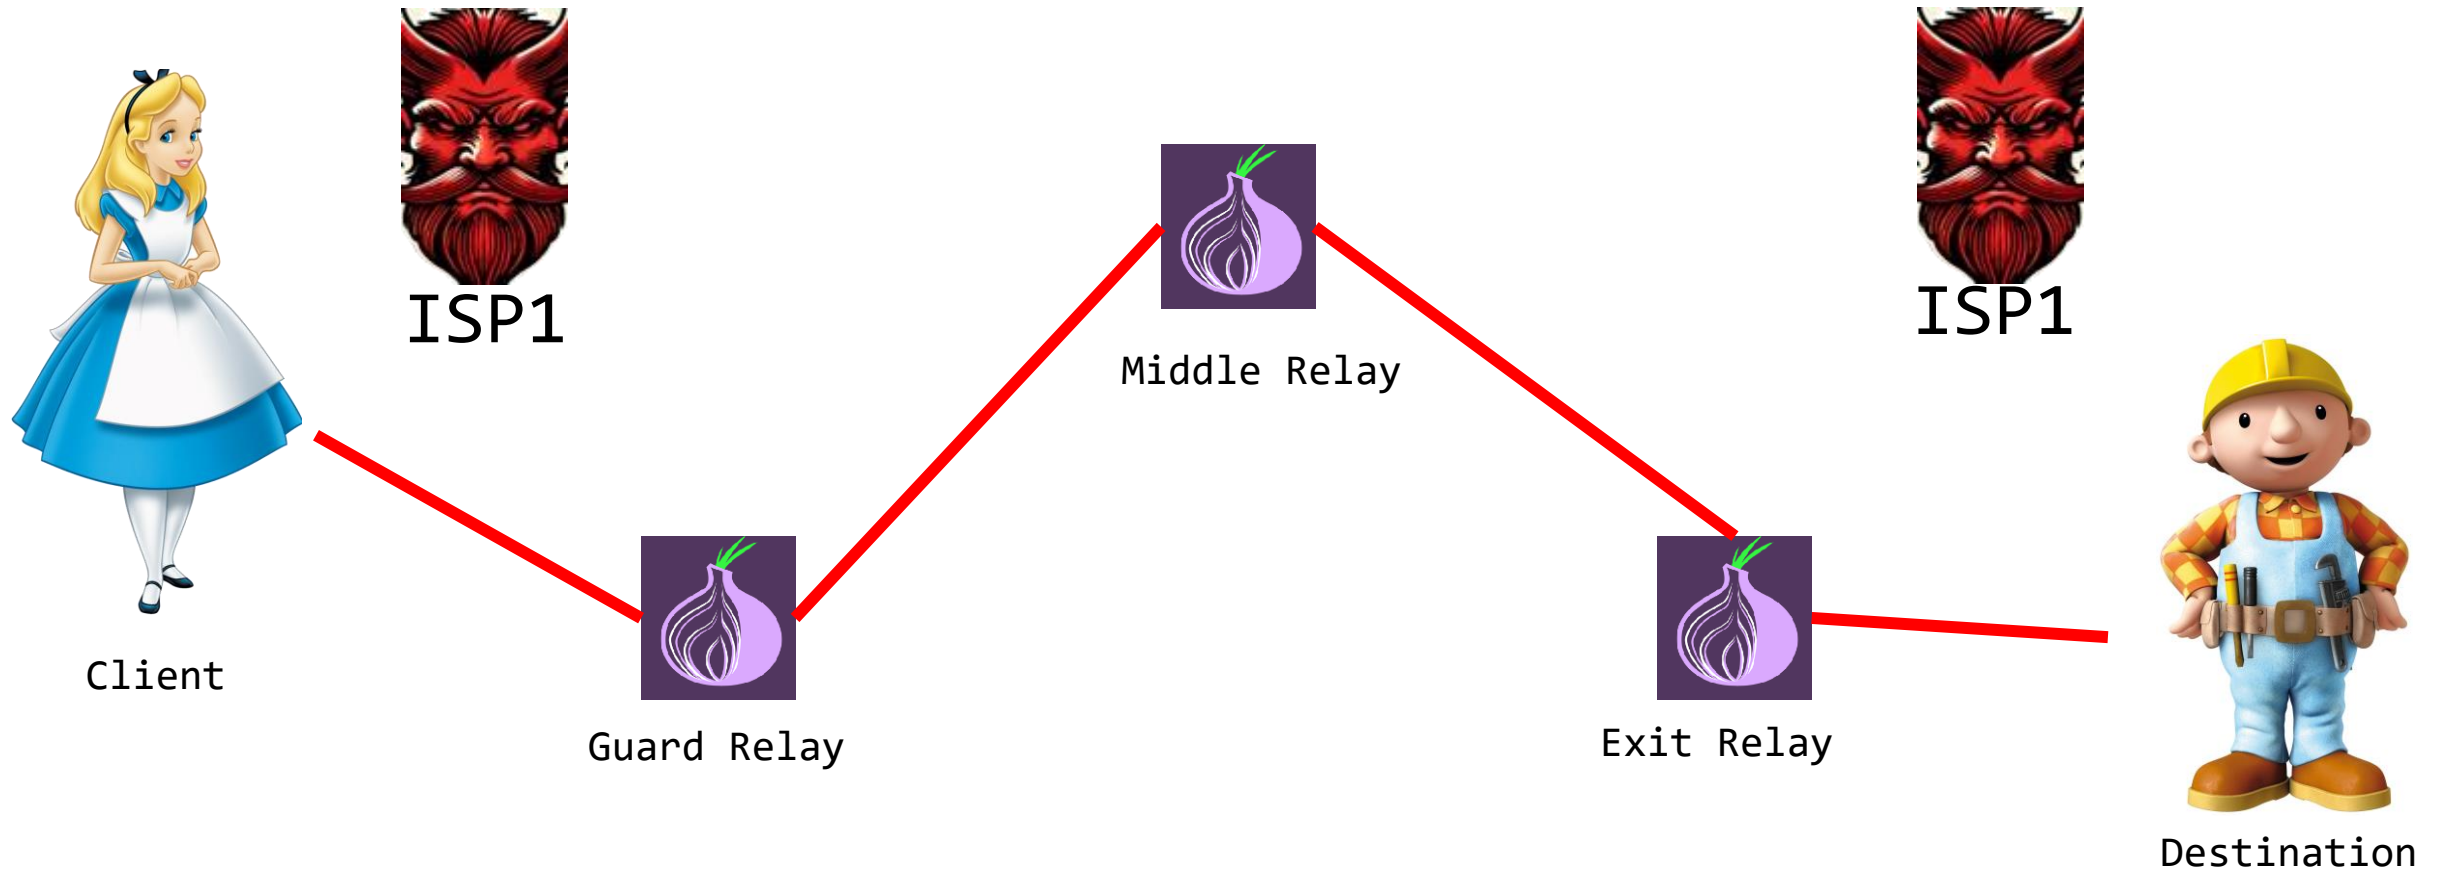 ISP1
ISP1
Middle Relay
Client
Guard Relay
Exit Relay
Destination